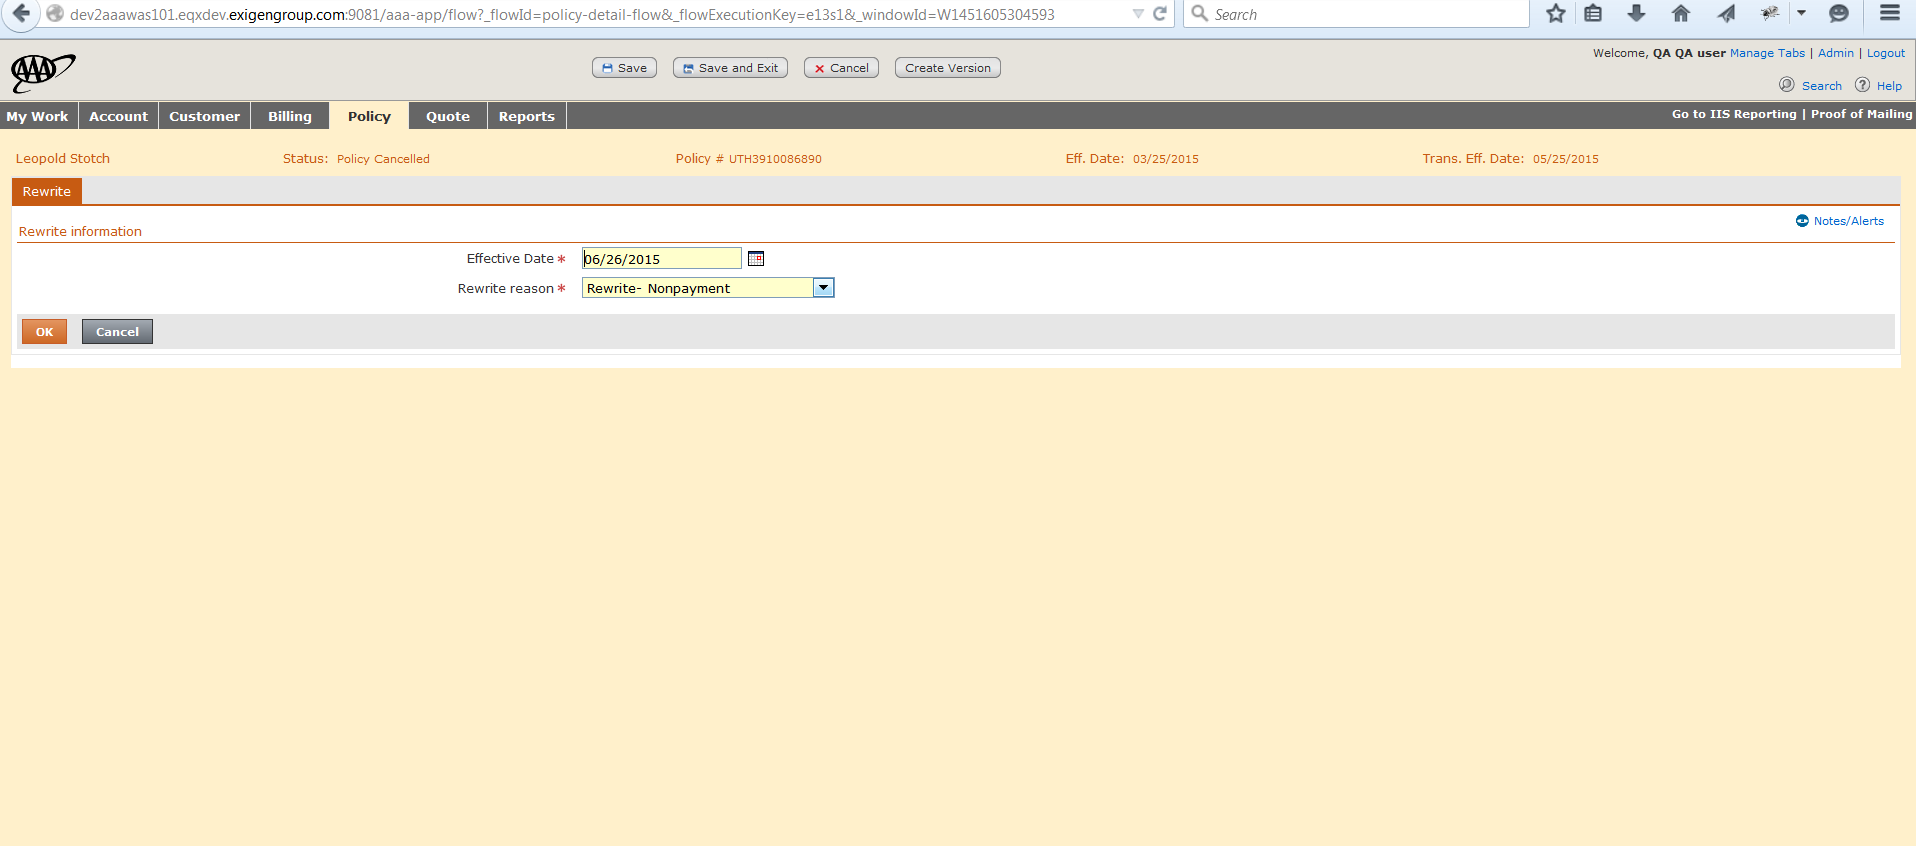 dev2aaawas101.eqxdev.exigengroup.com:9081/aaa-app/flow?_flowId=policy-detail-flow&_flowExecutionKey=e13s1&_windowId=W1451605304593 Search
AAA Save Save and Exit Cancel Create Version Welcome, QA QA user Manage Tabs | Admin | Logout
Search ? Help
My Work Account Customer Billing Policy Quote Reports Go to IIS Reporting | Proof of Mailing
Leopold Stotch Status: Policy Cancelled Policy # UTH3910086890 Eff. Date: 03/25/2015 Trans. Eff. Date: 05/25/2015
Rewrite
Notes/Alerts
Rewrite information
Effective Date * 06/26/2015
Rewrite reason * Rewrite- Nonpayment
OK Cancel